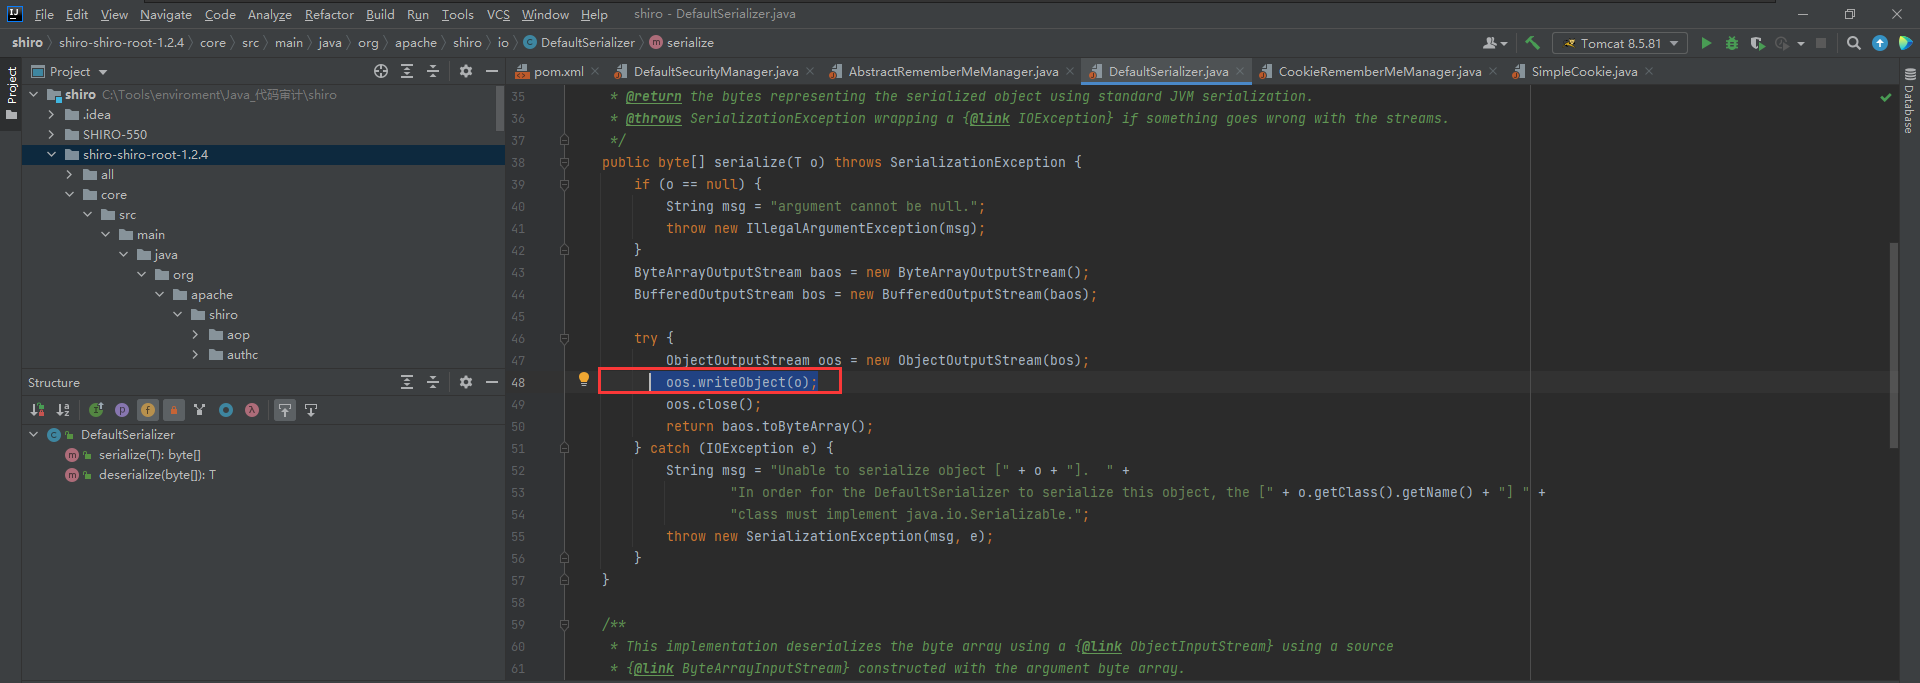 File Edit View Navigate Code Analyze Refactor Build Run Tools VCS Window Help shiro - DefaultSerializer.java
shiro shiro-shiro-root-1.2.4 core src main java org apache shiro io DefaultSerializer serialize Tomcat 8.5.81
Project
pom.xml DefaultSecurityManager.java AbstractRememberMeManager.java DefaultSerializer.java CookieRememberMeManager.java SimpleCookie.java
Project
Database
shiro C:\Tools\enviroment\Java_代码审计\shiro
.idea
SHIRO-550
shiro-shiro-root-1.2.4
all
core
src
main
java
org
apache
shiro
aop
authc
Structure
DefaultSerializer
serialize(T): byte[]
deserialize(byte[]): T
35 * @return the bytes representing the serialized object using standard JVM serialization.
36 * @throws SerializationException wrapping a {@link IOException} if something goes wrong with the streams.
37 */
38 public byte[] serialize(T o) throws SerializationException {
39 if (o == null) {
40 String msg = "argument cannot be null.";
41 throw new IllegalArgumentException(msg);
42 }
43 ByteArrayOutputStream baos = new ByteArrayOutputStream();
44 BufferedOutputStream bos = new BufferedOutputStream(baos);
45
46 try {
47 ObjectOutputStream oos = new ObjectOutputStream(bos);
48 oos.writeObject(o);
49 oos.close();
50 return baos.toByteArray();
51 } catch (IOException e) {
52 String msg = "Unable to serialize object [" + o + "].  " +
53 "In order for the DefaultSerializer to serialize this object, the [" + o.getClass().getName() + "] " +
54 "class must implement java.io.Serializable.";
55 throw new SerializationException(msg, e);
56 }
57 }
58
59 /**
60 * This implementation deserializes the byte array using a {@link ObjectInputStream} using a source
61 * {@link ByteArrayInputStream} constructed with the argument byte array.